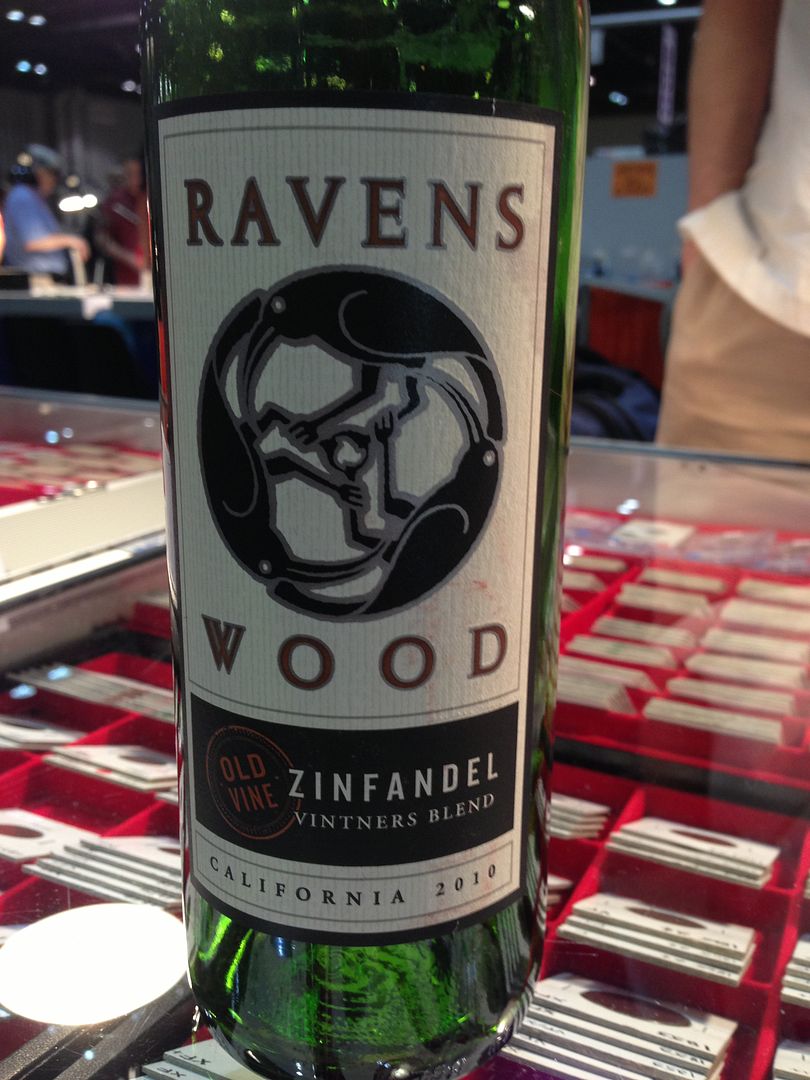 RAVENS
WOOD
OLD
VINE
ZINFANDEL
VINTNERS BLEND
CALIFORNIA 2010